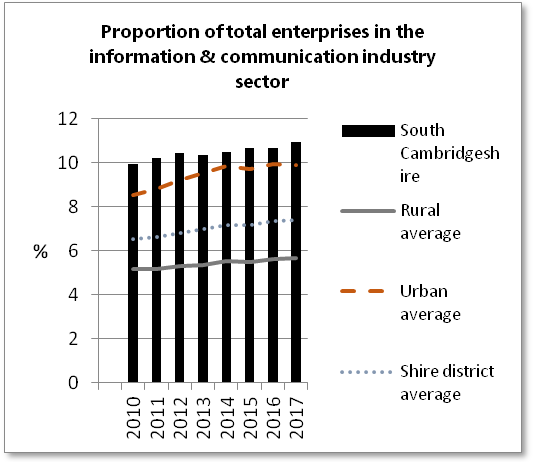 Proportion of total enterprises in the
information & communication industry
sector
12
10
8
6
4
2
0
%
2010
2011
2012
2013
2014
2015
2016
2017
South
Cambridgesh
ire
Rural
average
Urban
average
Shire district
average